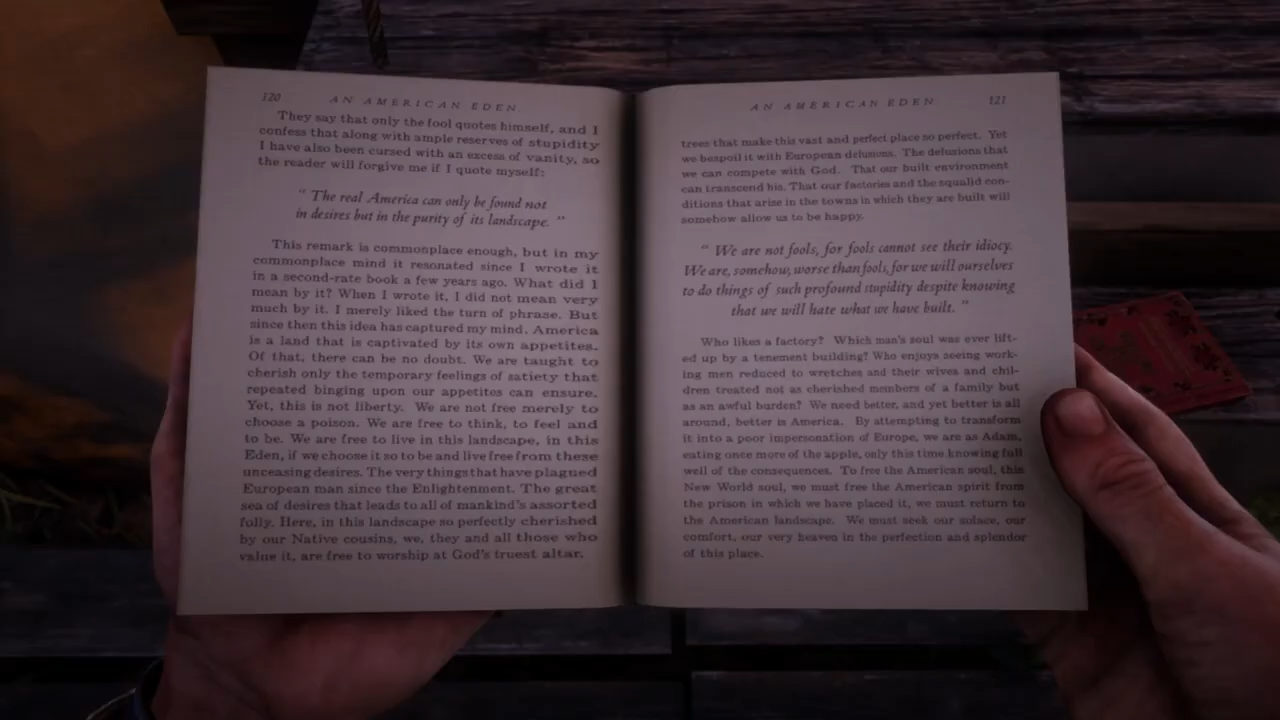 120 AN AMERICAN EDEN
They say that only the fool quotes himself, and I
confess that along with ample reserves of stupidity
I have also been cursed with an excess of vanity, so
the reader will forgive me if I quote myself:
" The real America can only be found not
in desires but in the purity of its landscape. "
This remark is commonplace enough, but in my
commonplace mind it resonated since I wrote it
in a second-rate book a few years ago. What did I
mean by it? When I wrote it, I did not mean very
much by it. I merely liked the turn of phrase. But
since then this idea has captured my mind. America
is a land that is captivated by its own appetites.
Of that, there can be no doubt. We are taught to
cherish only the temporary feelings of satiety that
repeated binging upon our appetites can ensure.
Yet, this is not liberty. We are not free merely to
choose a poison. We are free to think, to feel and
to be. We are free to live in this landscape, in this
Eden, if we choose it so to be and live free from these
unceasing desires. The very things that have plagued
European man since the Enlightenment. The great
sea of desires that leads to all of mankind's assorted
folly. Here, in this landscape so perfectly cherished
by our Native cousins, we, they and all those who
value it, are free to worship at God's truest altar.
AN AMERICAN EDEN 121
trees that make this vast and perfect place so perfect. Yet
we bespoil it with European delusions. The delusions that
we can compete with God. That our built environment
can transcend his. That our factories and the squalid con-
ditions that arise in the towns in which they are built will
somehow allow us to be happy.
" We are not fools, for fools cannot see their idiocy.
We are, somehow, worse than fools, for we will ourselves
to do things of such profound stupidity despite knowing
that we will hate what we have built. "
Who likes a factory? Which man's soul was ever lift-
ed up by a tenement building? Who enjoys seeing work-
ing men reduced to wretches and their wives and chil-
dren treated not as cherished members of a family but
as an awful burden? We need better, and yet better is all
around, better is America. By attempting to transform
it into a poor impersonation of Europe, we are as Adam,
eating once more of the apple, only this time knowing full
well of the consequences. To free the American soul, this
New World soul, we must free the American spirit from
the prison in which we have placed it, we must return to
the American landscape. We must seek our solace, our
comfort, our very heaven in the perfection and splendor
of this place.